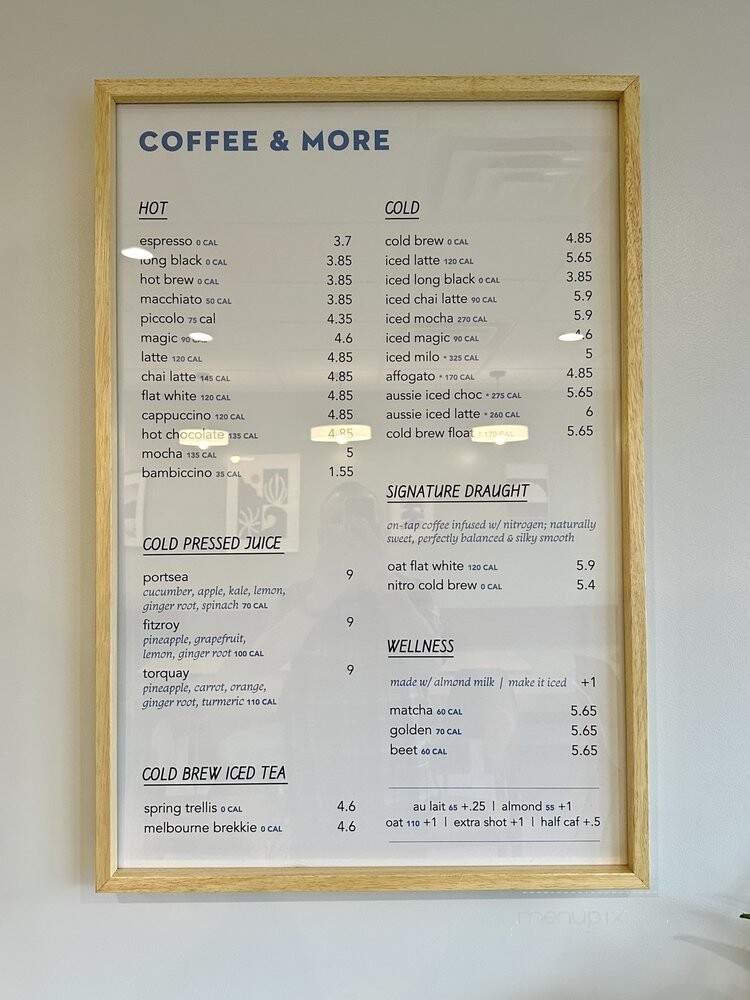 COFFEE & MORE
HOT
espresso 0 CAL 3.7
long black 0 CAL 3.85
hot brew 0 CAL 3.85
macchiato 50 CAL 3.85
piccolo 75 cal 4.35
magic 90 CAL 4.6
latte 120 CAL 4.85
chai latte 145 CAL 4.85
flat white 120 CAL 4.85
cappuccino 120 CAL 4.85
hot chocolate 135 CAL 4.85
mocha 135 CAL 5
bambiccino 35 CAL 1.55
COLD PRESSED JUICE
portsea 9
cucumber, apple, kale, lemon,
ginger root, spinach 70 CAL
fitzroy 9
pineapple, grapefruit,
lemon, ginger root 100 CAL
torquay 9
pineapple, carrot, orange,
ginger root, turmeric 110 CAL
COLD BREW ICED TEA
spring trellis 0 CAL 4.6
melbourne brekkie 0 CAL 4.6
COLD
cold brew 0 CAL 4.85
iced latte 120 CAL 5.65
iced long black 0 CAL 3.85
iced chai latte 90 CAL 5.9
iced mocha 270 CAL 5.9
iced magic 90 CAL 4.6
iced milo * 325 CAL 5
affogato * 170 CAL 4.85
aussie iced choc * 275 CAL 5.65
aussie iced latte * 260 CAL 6
cold brew float * 170 CAL 5.65
SIGNATURE DRAUGHT
on-tap coffee infused w/ nitrogen; naturally
sweet, perfectly balanced & silky smooth
oat flat white 120 CAL 5.9
nitro cold brew 0 CAL 5.4
WELLNESS
made w/ almond milk | make it iced +1
matcha 60 CAL 5.65
golden 70 CAL 5.65
beet 60 CAL 5.65
au lait 65 +.25 | almond 55 +1
oat 110 +1 | extra shot +1 | half caf +.5
menupix